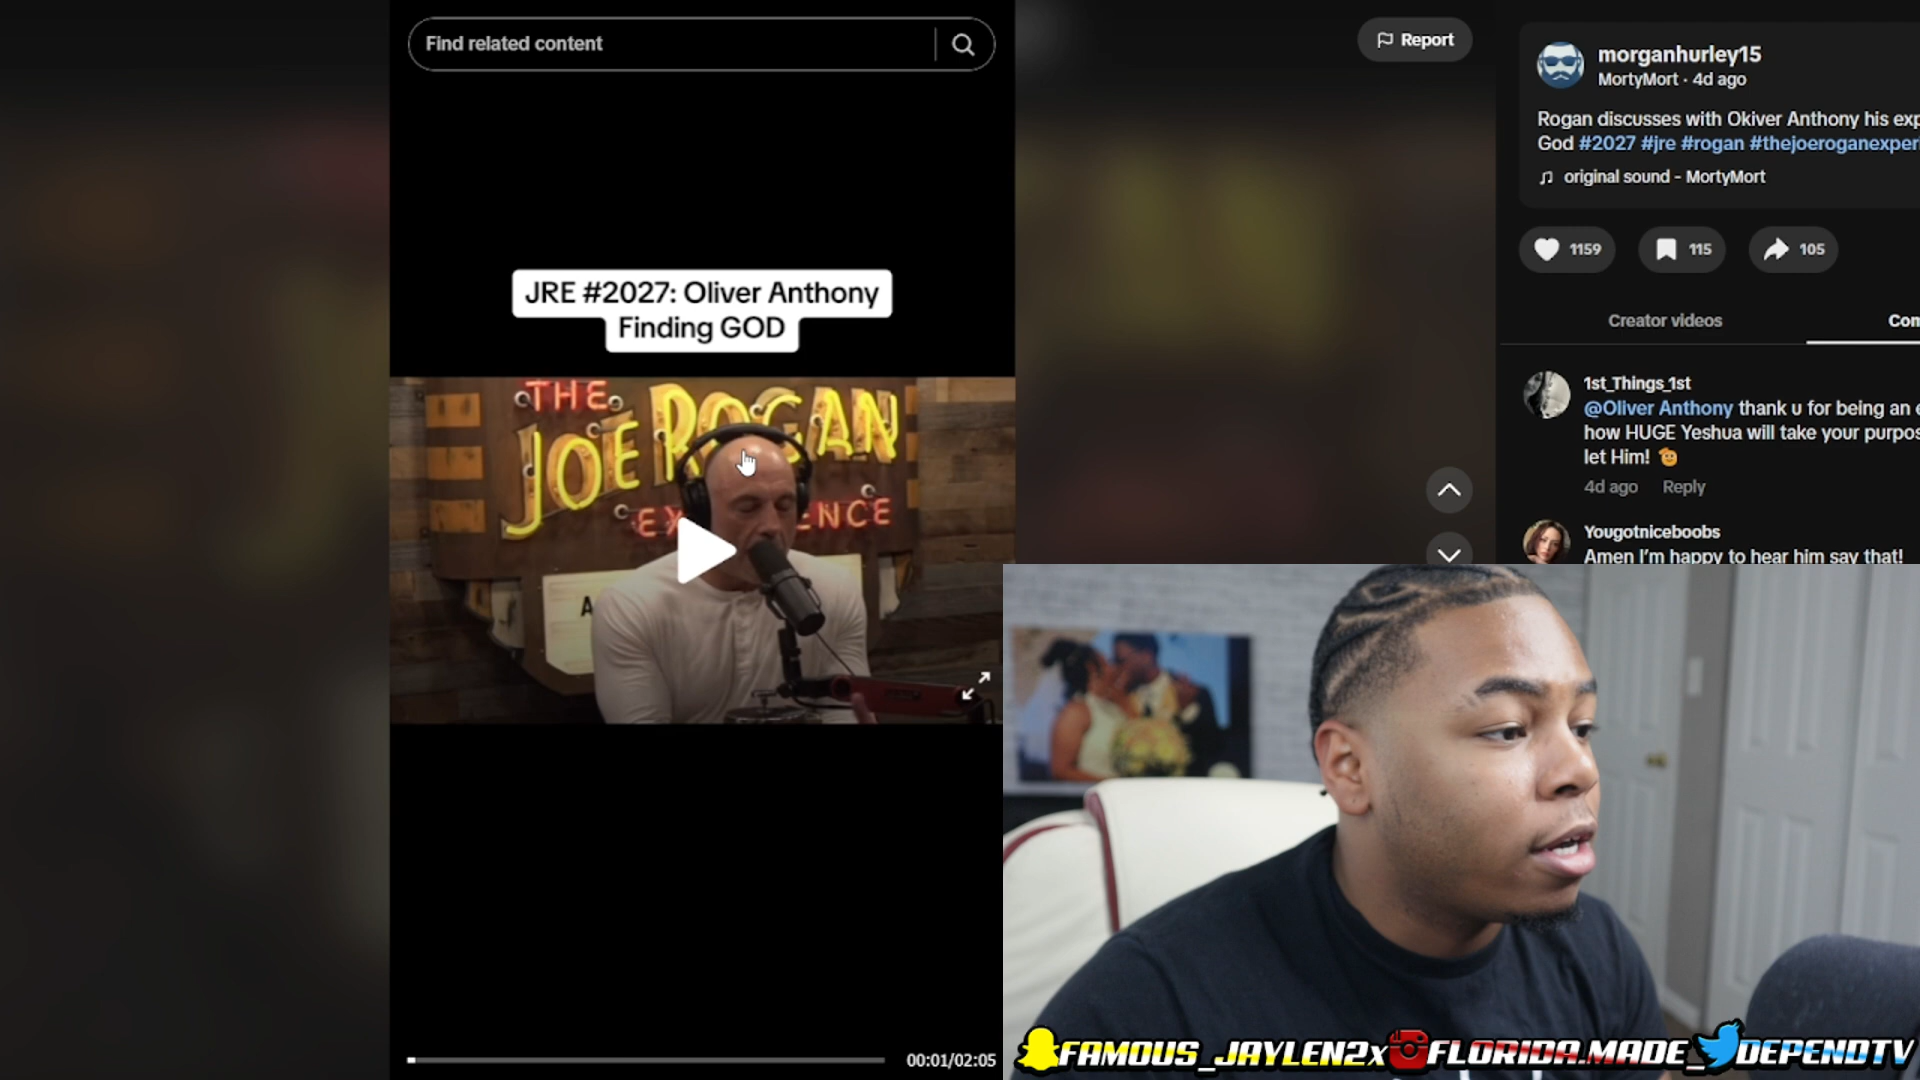 Find related content
Report
morganhurley15
MortyMort · 4d ago
Rogan discusses with Okiver Anthony his exp
God #2027 #jre #rogan #thejoeroganexperi
original sound - MortyMort
1159
115
105
Creator videos
Com
1st_Things_1st
@Oliver Anthony thank u for being an e
how HUGE Yeshua will take your purpos
let Him!
4d ago Reply
Yougotniceboobs
Amen I'm happy to hear him say that!
JRE #2027: Oliver Anthony
Finding GOD
THE
JOE ROGAN
EX ENCE
A
00:01/02:05
FAMOUS_JAYLEN2X FLORIDA.MADE_ DEPENDTV